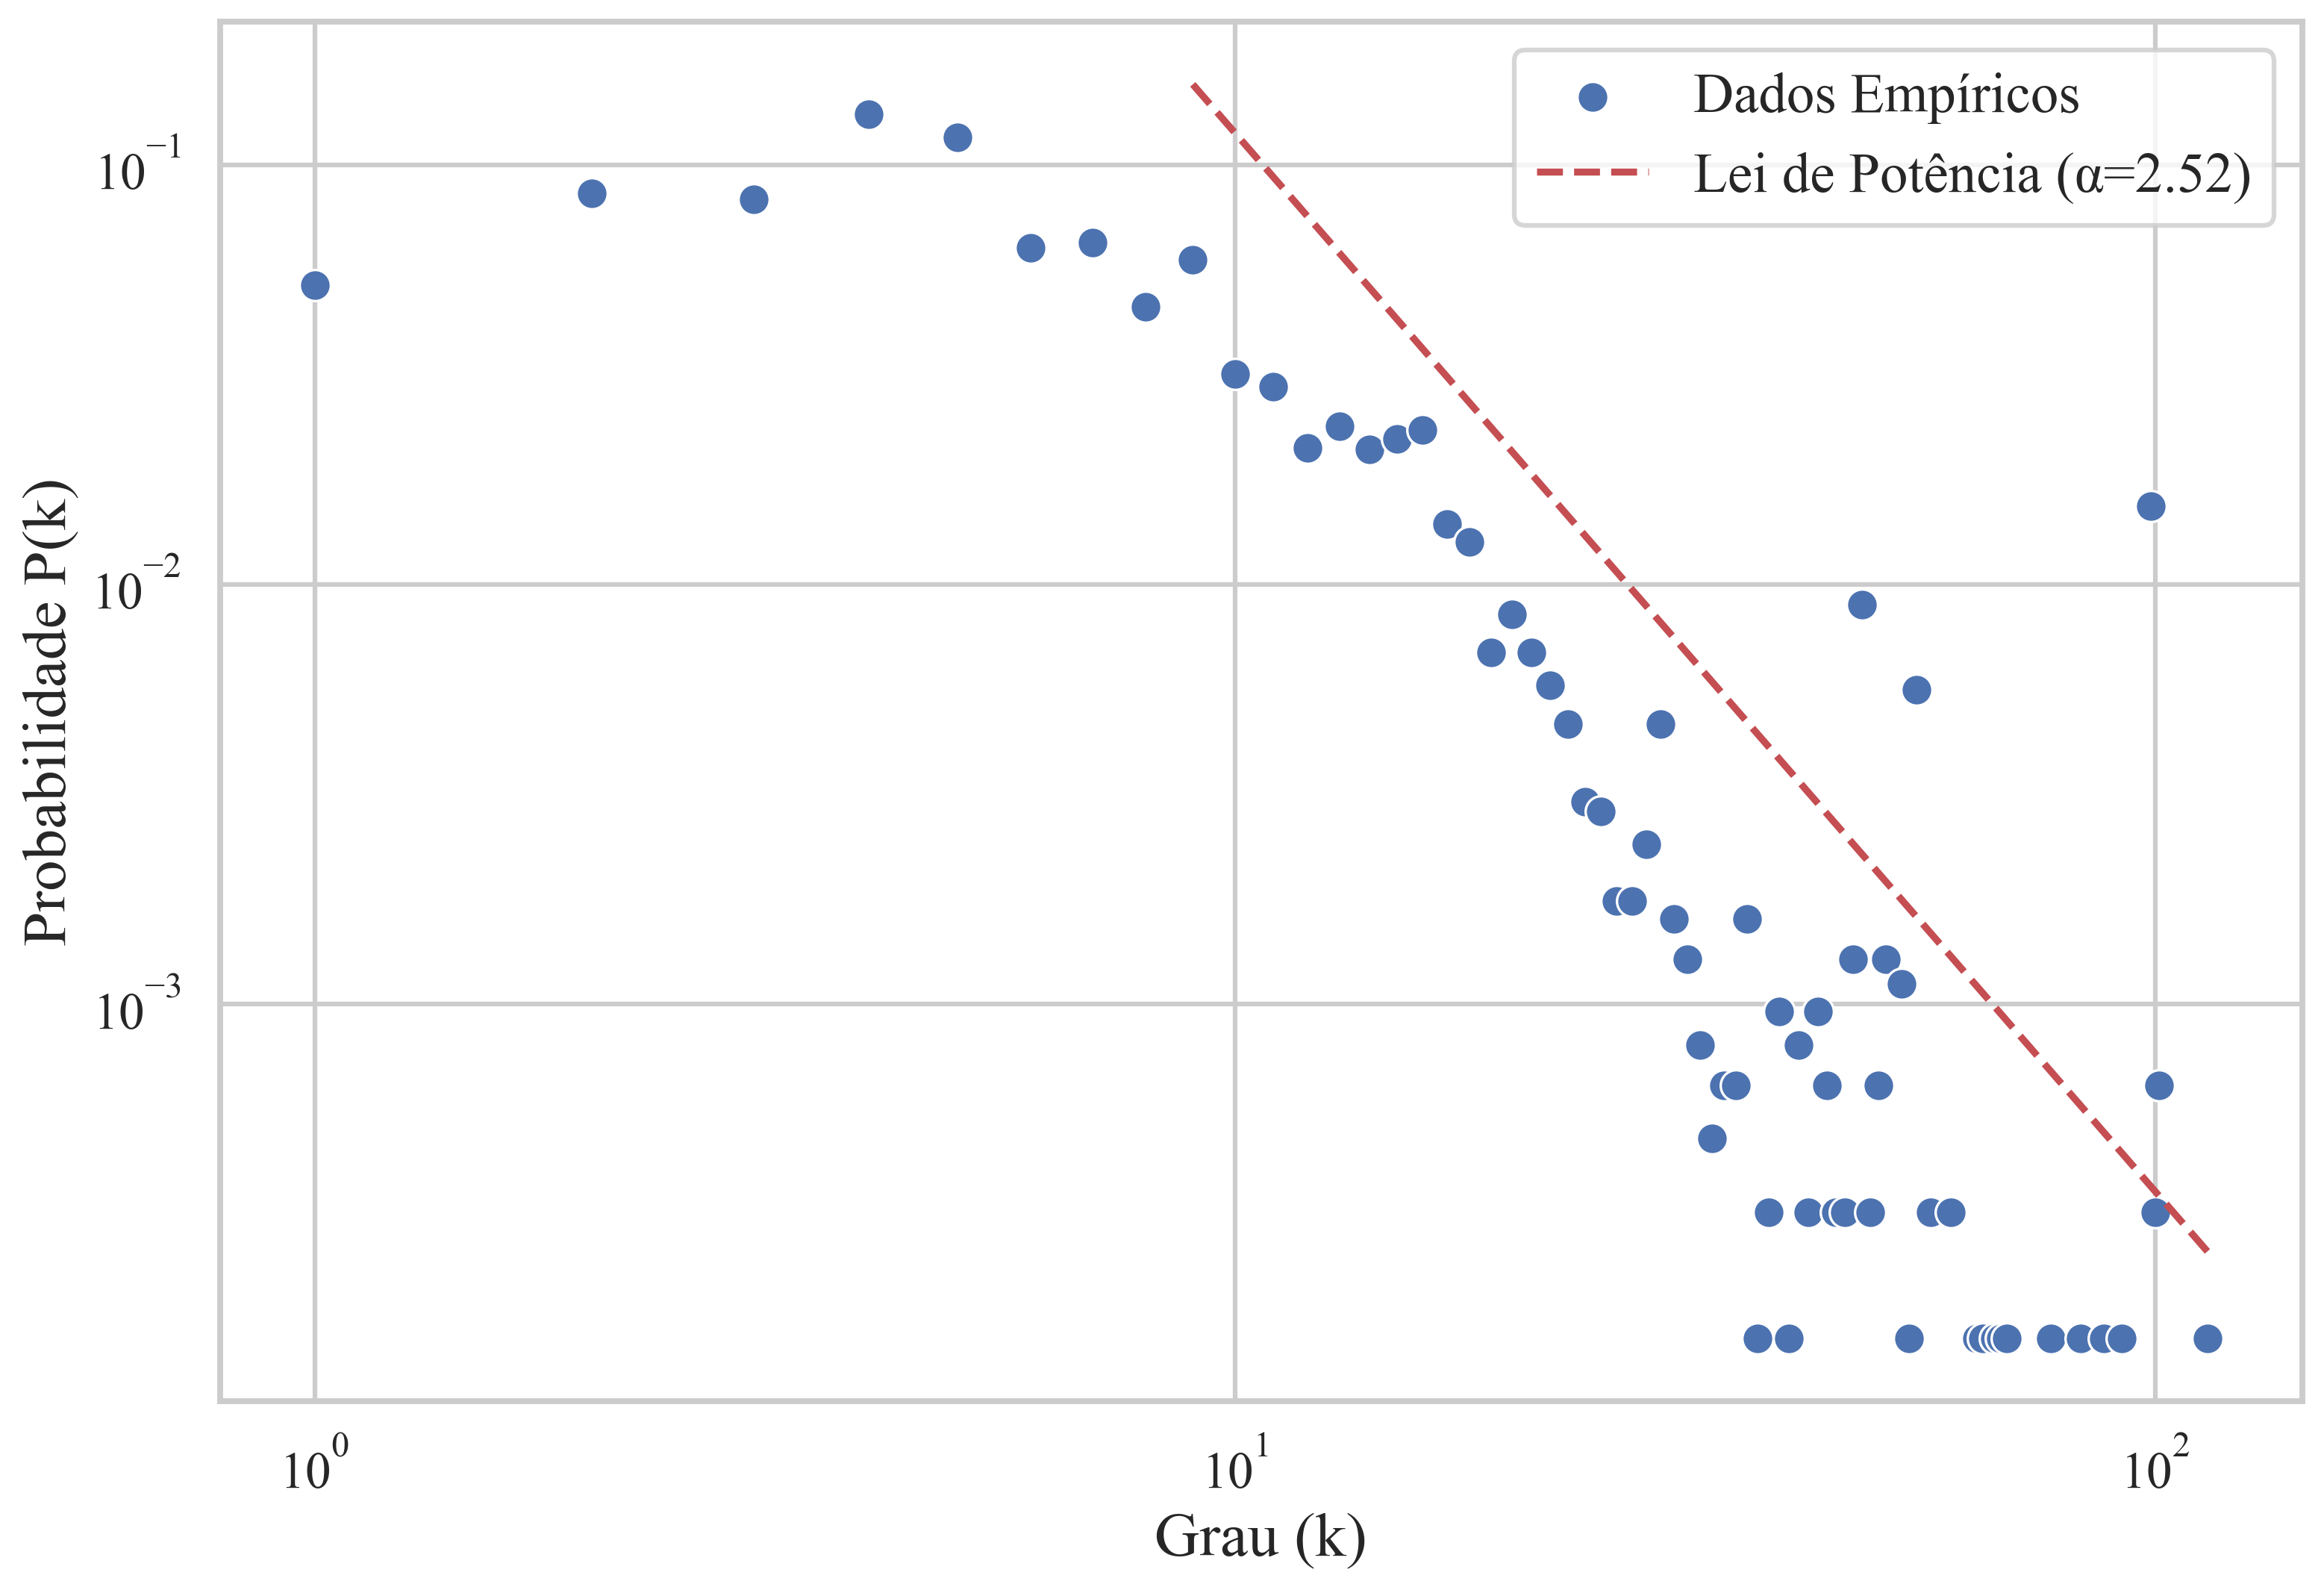 Dados Empíricos
Lei de Potência (α=2.52)
Probabilidade P(k)
10⁻¹
10⁻²
10⁻³
10⁰
10¹
10²
Grau (k)